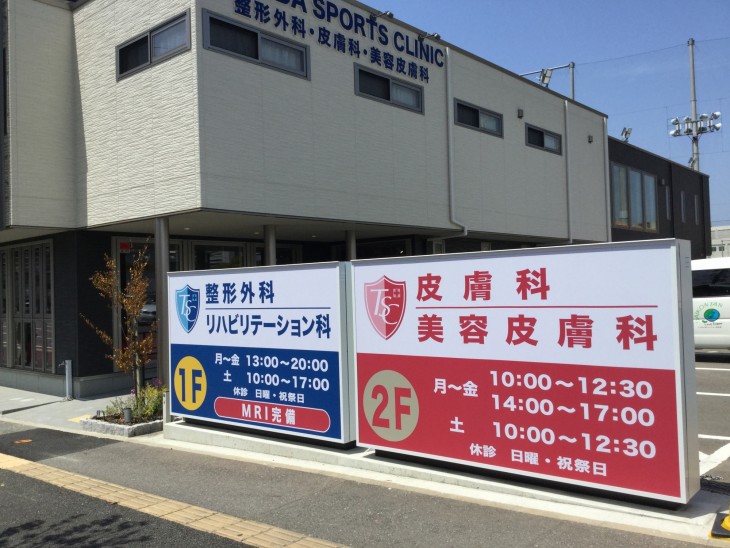 SPORTS CLINIC
整形外科・皮膚科・美容皮膚科
TSC
整形外科
リハビリテーション科
1F
月～金 13:00～20:00
土 10:00～17:00
休診 日曜・祝祭日
MRI完備
TSC
皮膚科
美容皮膚科
2F
月～金 10:00～12:30
14:00～17:00
土 10:00～12:30
休診 日曜・祝祭日